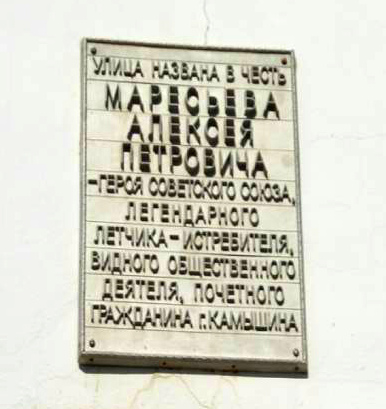 УЛИЦА НАЗВАНА В ЧЕСТЬ
МАРЕСЬЕВА
АЛЕКСЕЯ
ПЕТРОВИЧА
-ГЕРОЯ СОВЕТСКОГО СОЮЗА,
ЛЕГЕНДАРНОГО
ЛЕТЧИКА-ИСТРЕБИТЕЛЯ,
ВИДНОГО ОБЩЕСТВЕННОГО
ДЕЯТЕЛЯ, ПОЧЕТНОГО
ГРАЖДАНИНА г.КАМЫШИНА